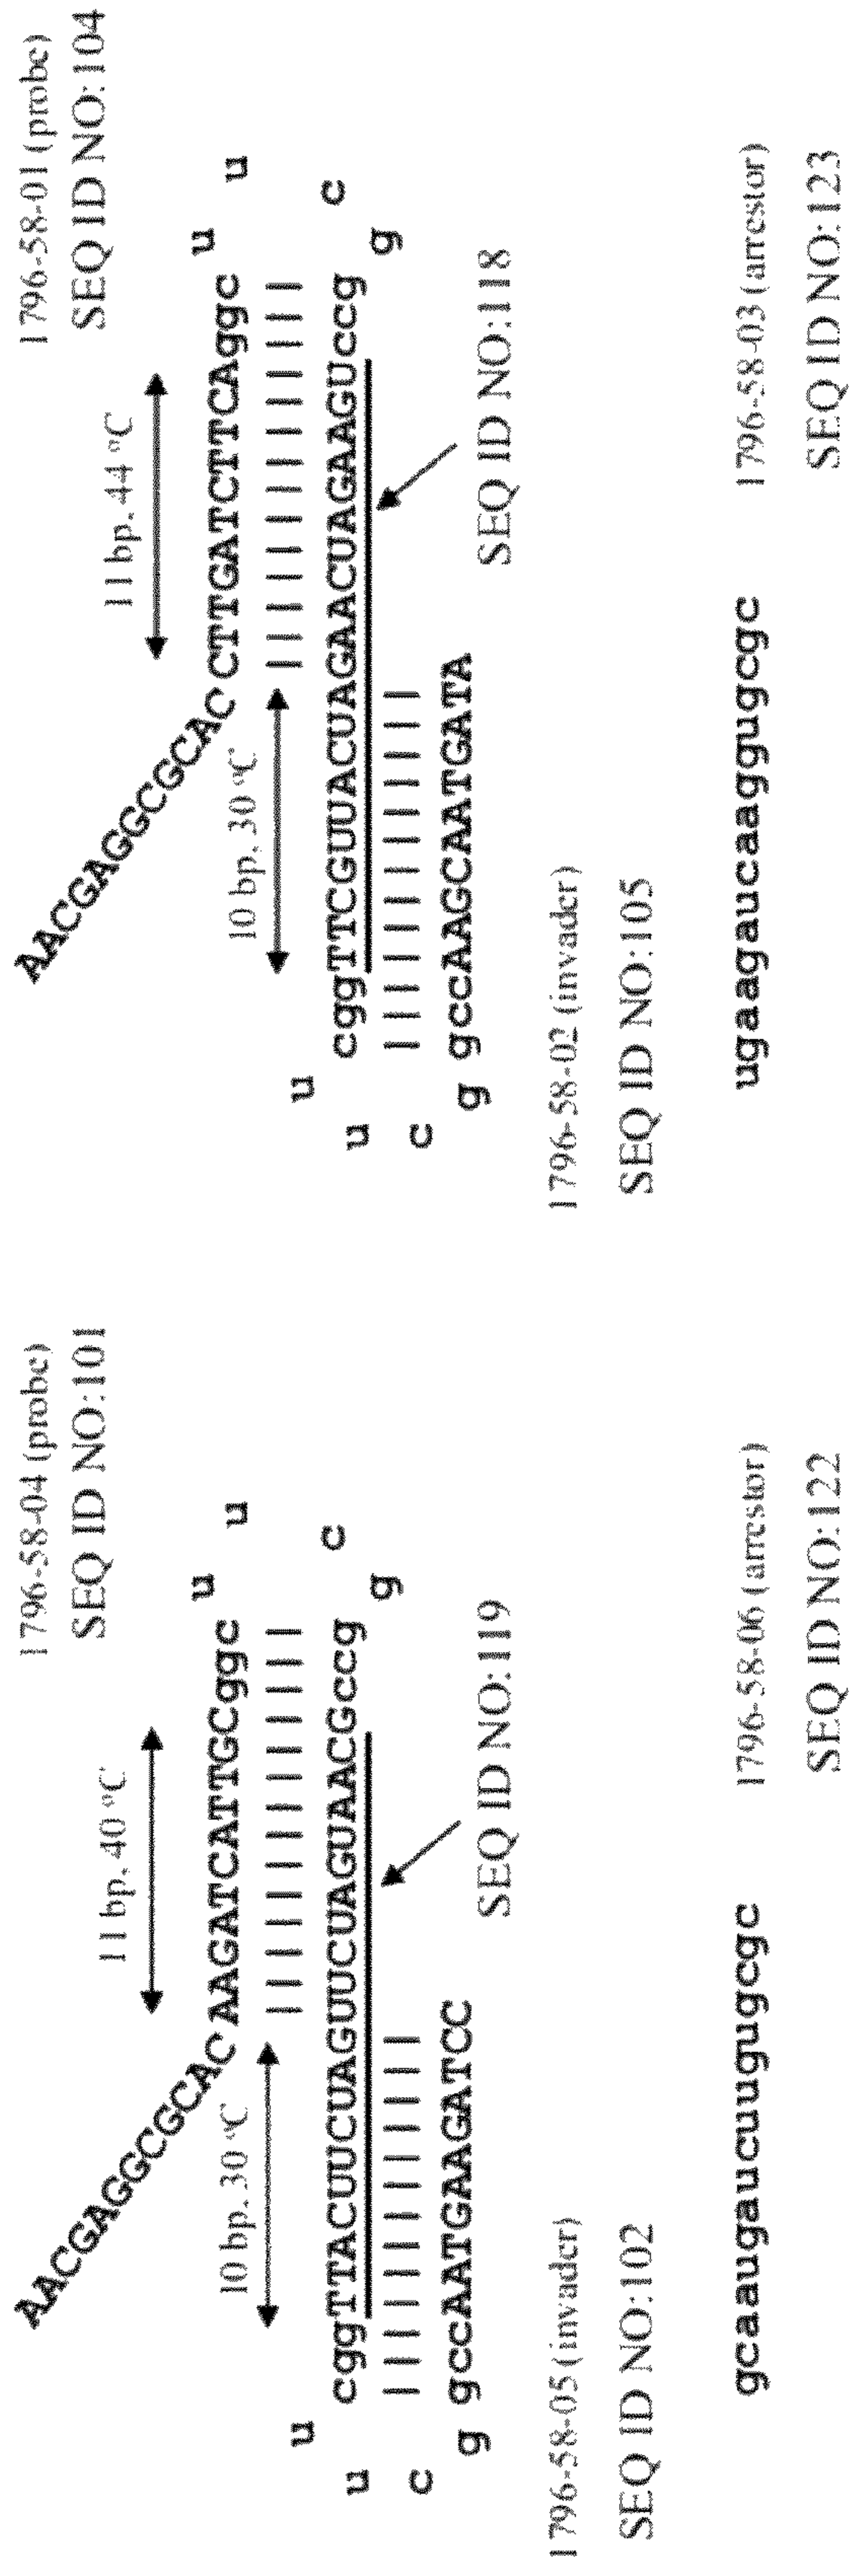 1796-58-04 (probe)
SEQ ID NO:101
11 bp, 40 °C
AACGAGGCGCAC
AAGATCATTGCggc
u
u
c
g
10 bp, 30 °C
cggTTACUUCUAGUUCUAGUAACGccg
u
u
c
g
gccAATGAAGATCC
SEQ ID NO:119
1796-58-05 (invader)
SEQ ID NO:102
gcaaugaucuugugcgc
1796-58-06 (arrestor)
SEQ ID NO:122
1796-58-01 (probe)
SEQ ID NO:104
11 bp, 44 °C
AACGAGGCGCAC
CTTGATCTTCAggc
u
u
c
g
10 bp, 30 °C
cggTTCGUUACUAGAACUAGAAGUccg
u
u
c
g
gccAAGCAATGATA
SEQ ID NO:118
1796-58-02 (invader)
SEQ ID NO:105
ugaagaucaaggugcgc
1796-58-03 (arrestor)
SEQ ID NO:123